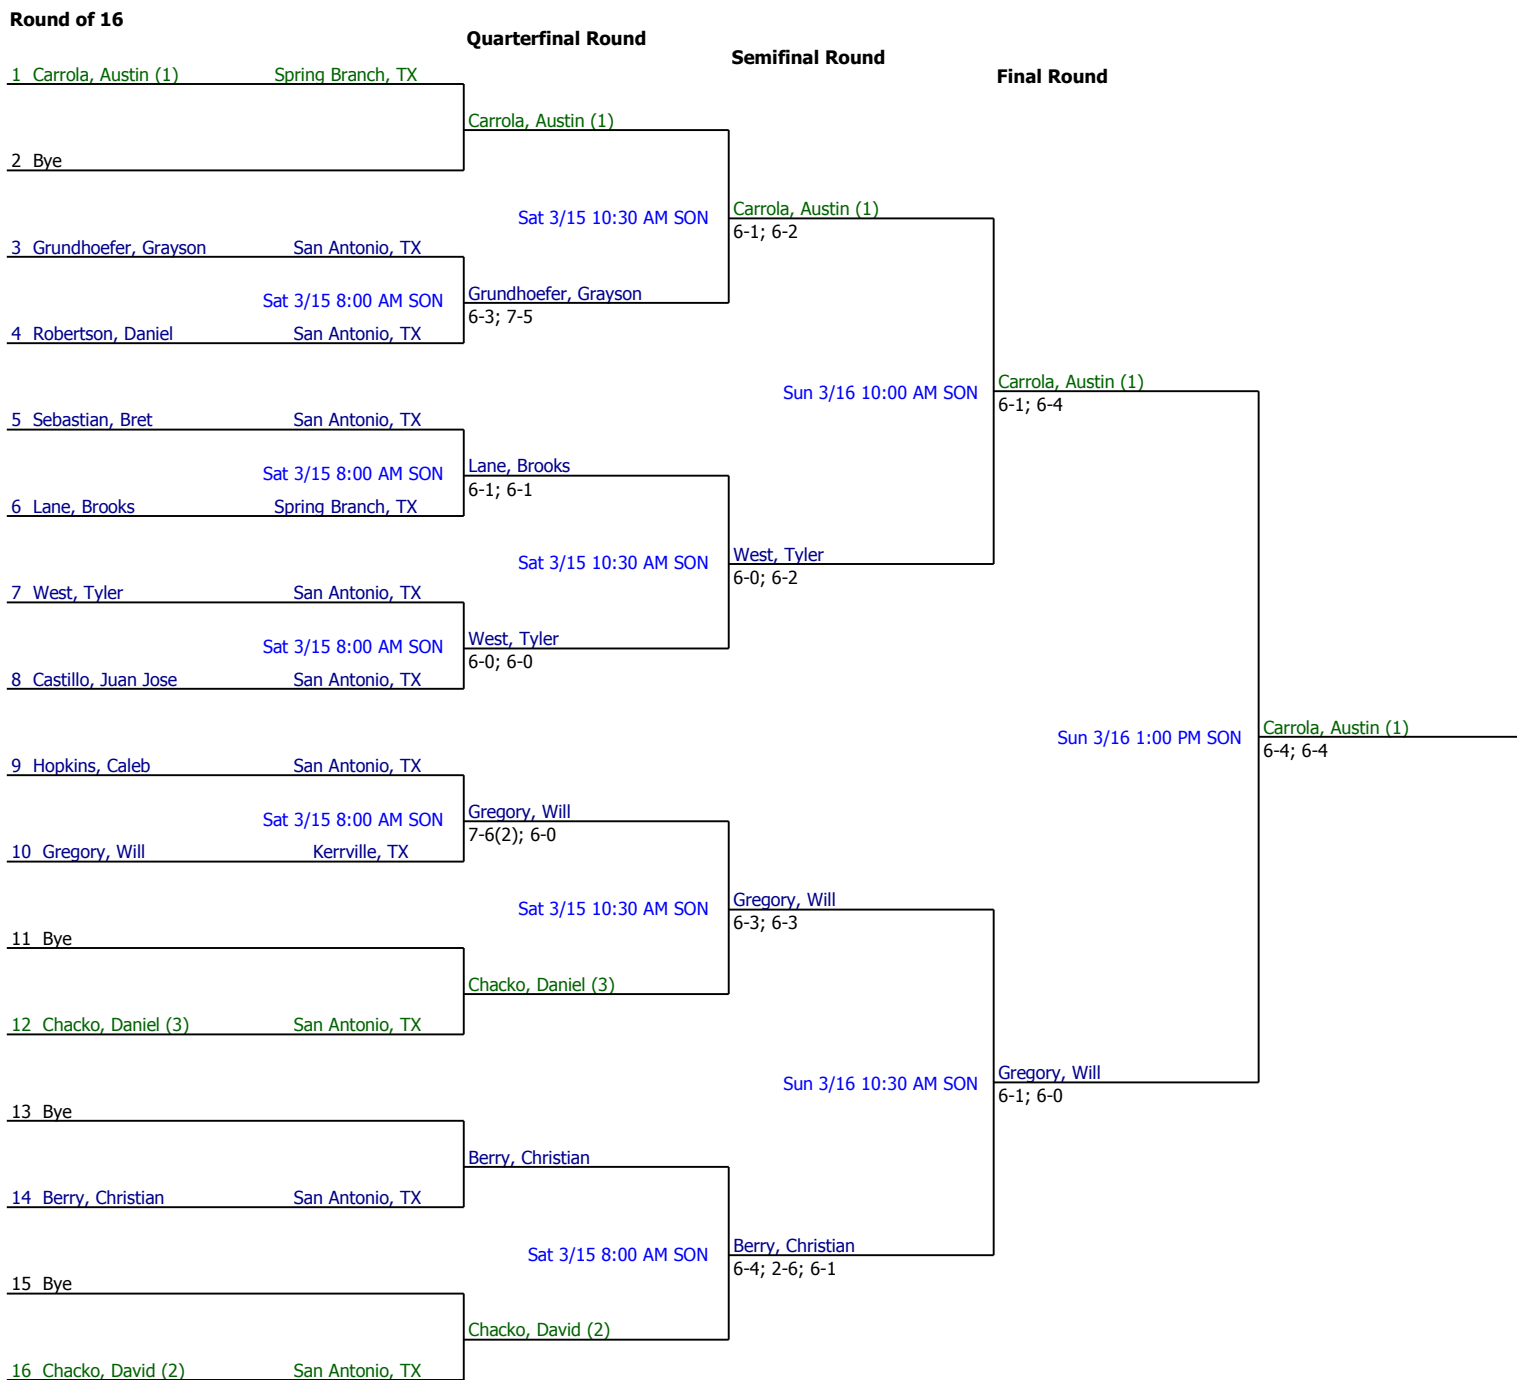 Round of 16
Quarterfinal Round
Semifinal Round
Final Round
1 Carrola, Austin (1) Spring Branch, TX
Carrola, Austin (1)
2 Bye
Sat 3/15 10:30 AM SON
Carrola, Austin (1)
6-1; 6-2
3 Grundhoefer, Grayson San Antonio, TX
Sat 3/15 8:00 AM SON
Grundhoefer, Grayson
6-3; 7-5
4 Robertson, Daniel San Antonio, TX
Sun 3/16 10:00 AM SON
Carrola, Austin (1)
6-1; 6-4
5 Sebastian, Bret San Antonio, TX
Sat 3/15 8:00 AM SON
Lane, Brooks
6-1; 6-1
6 Lane, Brooks Spring Branch, TX
Sat 3/15 10:30 AM SON
West, Tyler
6-0; 6-2
7 West, Tyler San Antonio, TX
Sat 3/15 8:00 AM SON
West, Tyler
6-0; 6-0
8 Castillo, Juan Jose San Antonio, TX
Sun 3/16 1:00 PM SON
Carrola, Austin (1)
6-4; 6-4
9 Hopkins, Caleb San Antonio, TX
Sat 3/15 8:00 AM SON
Gregory, Will
7-6(2); 6-0
10 Gregory, Will Kerrville, TX
Sat 3/15 10:30 AM SON
Gregory, Will
6-3; 6-3
11 Bye
Chacko, Daniel (3)
12 Chacko, Daniel (3) San Antonio, TX
Sun 3/16 10:30 AM SON
Gregory, Will
6-1; 6-0
13 Bye
Berry, Christian
14 Berry, Christian San Antonio, TX
Sat 3/15 8:00 AM SON
Berry, Christian
6-4; 2-6; 6-1
15 Bye
Chacko, David (2)
16 Chacko, David (2) San Antonio, TX